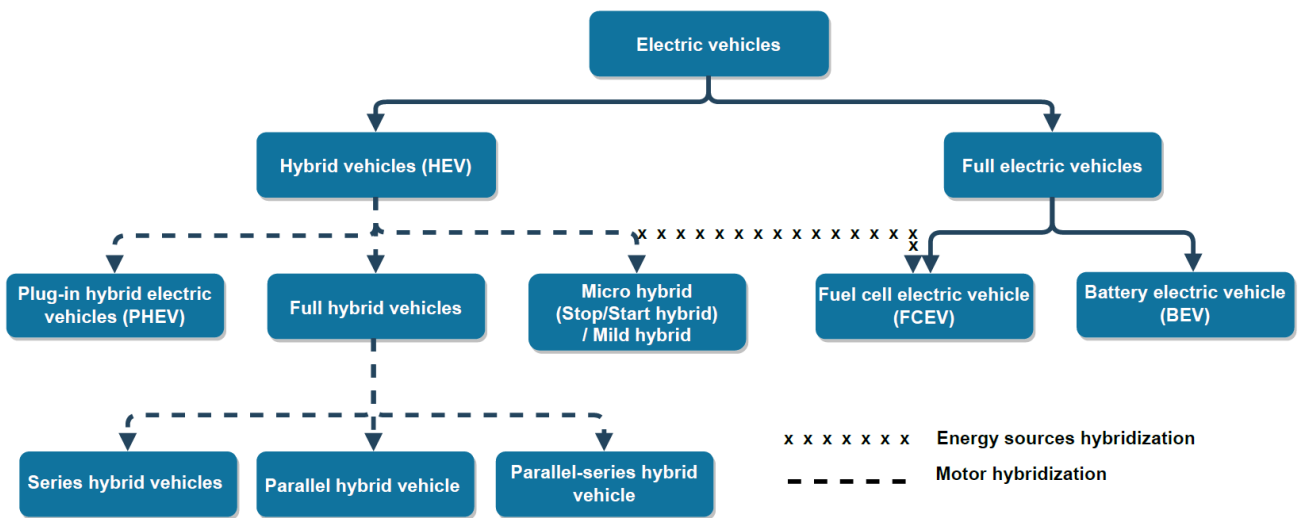 Electric vehicles
Hybrid vehicles (HEV)
Full electric vehicles
x x x x x x x x x x x x x x x
x
Plug-in hybrid electric
vehicles (PHEV)
Full hybrid vehicles
Micro hybrid
(Stop/Start hybrid)
/ Mild hybrid
Fuel cell electric vehicle
(FCEV)
Battery electric vehicle
(BEV)
Series hybrid vehicles
Parallel hybrid vehicle
Parallel-series hybrid
vehicle
x x x x x x x Energy sources hybridization
Motor hybridization